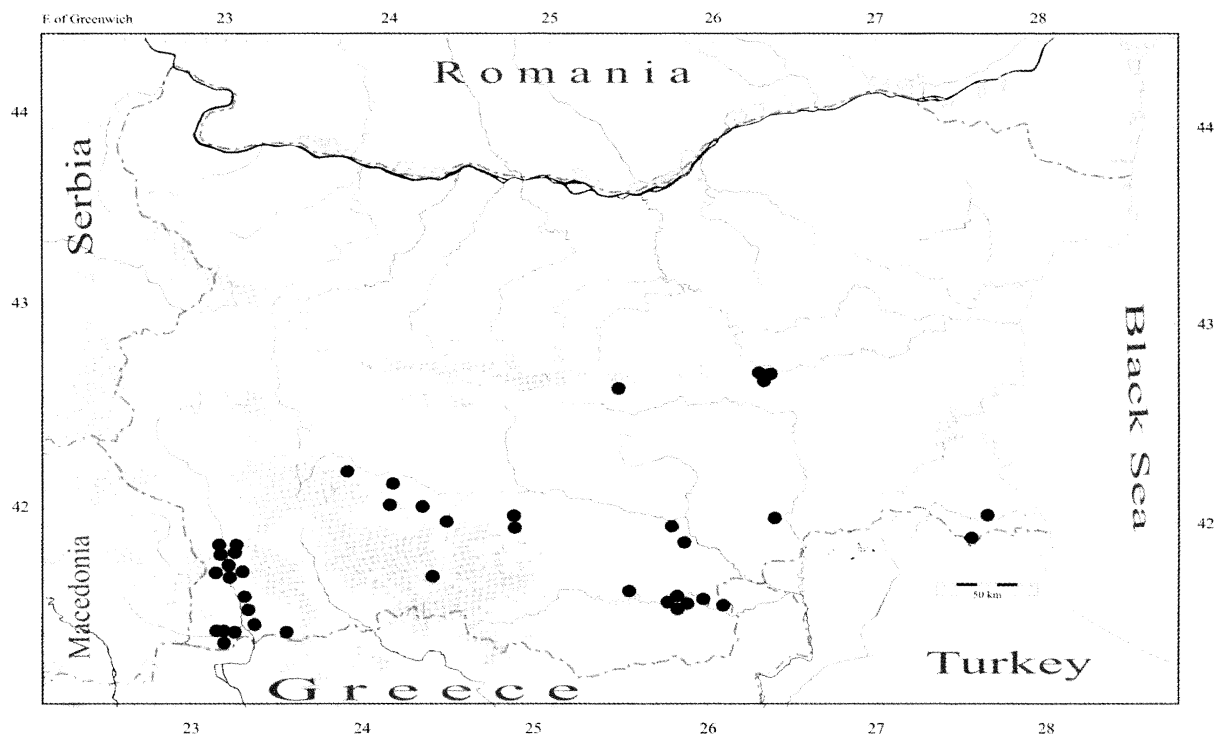 E of Greenwich 23 24 25 26 27 28
Romania
44 44
Serbia
43 43
Black Sea
42 42
Macedonia
50 km
Turkey
Greece
23 24 25 26 27 28